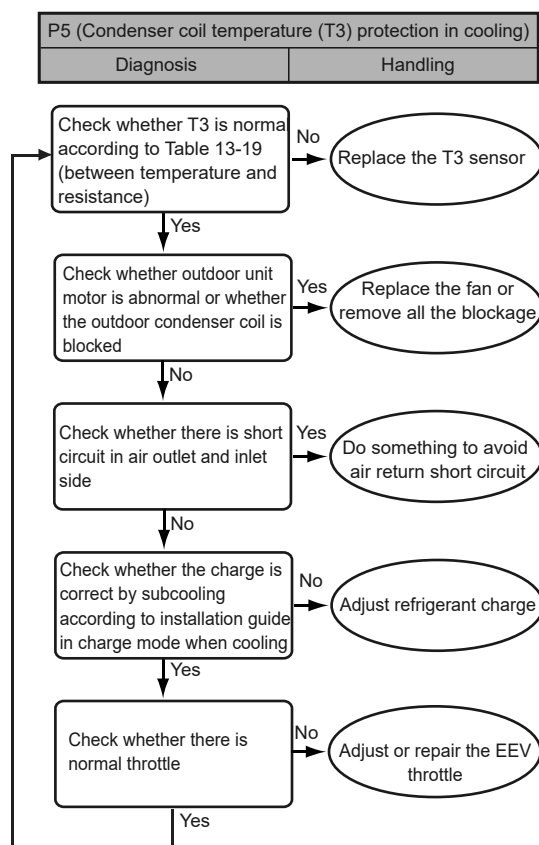 P5 (Condenser coil temperature (T3) protection in cooling)
Diagnosis
Handling
Check whether T3 is normal
according to Table 13-19
(between temperature and
resistance)
No
Replace the T3 sensor
Yes
Check whether outdoor unit
motor is abnormal or whether
the outdoor condenser coil is
blocked
Yes
Replace the fan or
remove all the blockage
No
Check whether there is short
circuit in air outlet and inlet
side
Yes
Do something to avoid
air return short circuit
No
Check whether the charge is
correct by subcooling
according to installation guide
in charge mode when cooling
No
Adjust refrigerant charge
Yes
Check whether there is
normal throttle
No
Adjust or repair the EEV
throttle
Yes